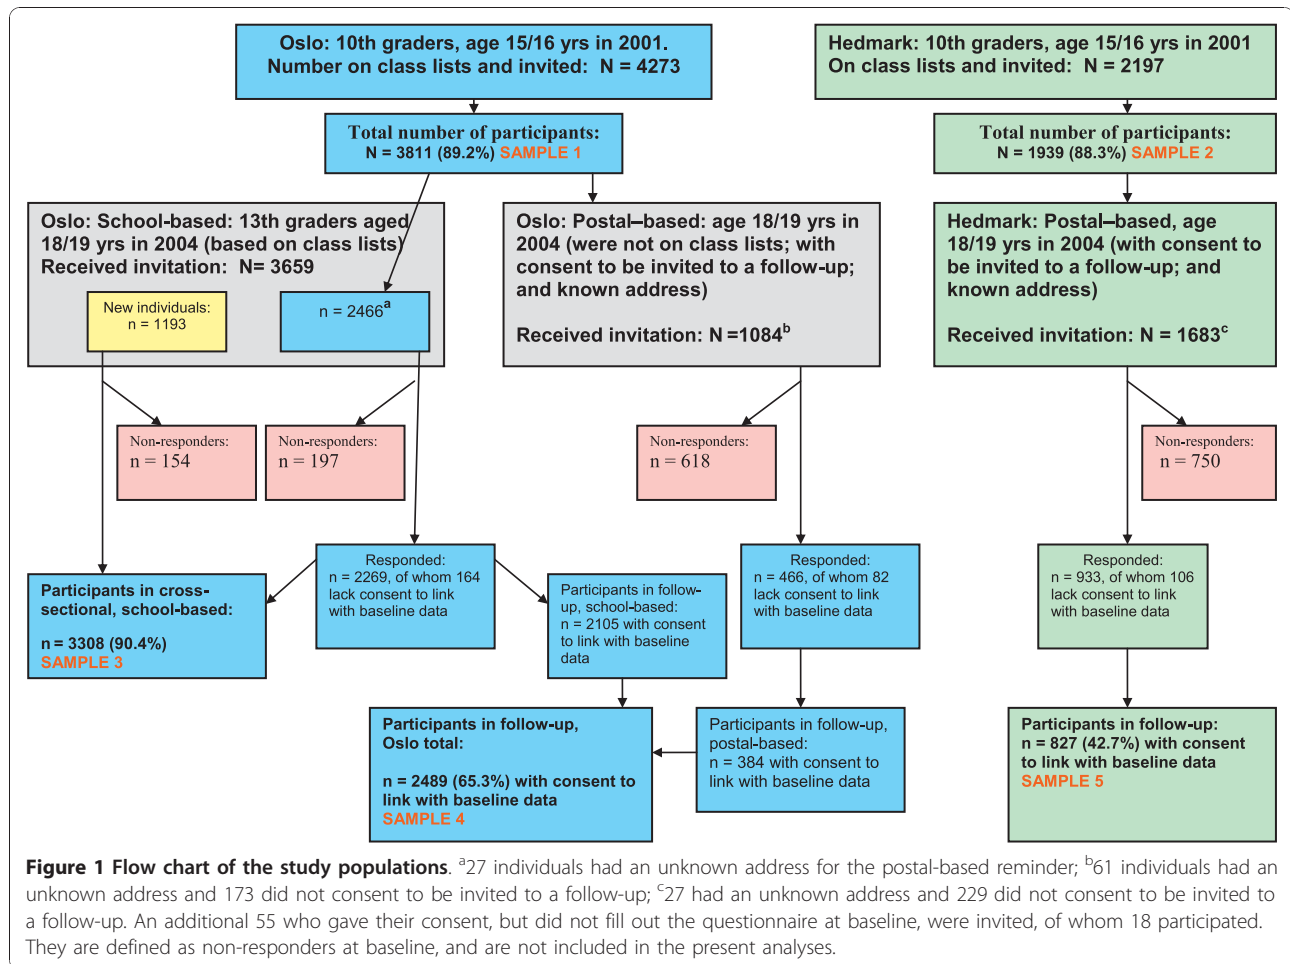 Oslo: 10th graders, age 15/16 yrs in 2001.
Number on class lists and invited:  N = 4273
Hedmark: 10th graders, age 15/16 yrs in 2001
On class lists and invited:  N = 2197
Total number of participants:
N = 3811 (89.2%) SAMPLE 1
Total number of participants:
N = 1939 (88.3%) SAMPLE 2
Oslo: School-based: 13th graders aged
18/19 yrs in 2004 (based on class lists)
Received invitation:  N= 3659
New individuals:
n = 1193
n = 2466a
Oslo: Postal–based: age 18/19 yrs in
2004 (were not on class lists; with
consent to be invited to a follow-up;
and known address)
Received invitation: N =1084b
Hedmark: Postal-based, age
18/19 yrs in 2004 (with consent to
be invited to a follow-up; and
known address)
Received invitation: N = 1683c
Non-responders:
n = 154
Non-responders:
n = 197
Non-responders:
n = 618
Non-responders:
n = 750
Participants in cross-
sectional, school-based:
n = 3308 (90.4%)
SAMPLE 3
Responded:
n = 2269, of whom 164
lack consent to link
with baseline data
Participants in follow-
up, school-based:
n = 2105 with consent
to link with baseline
data
Responded:
n = 466, of whom 82
lack consent to link
with baseline data
Responded:
n = 933, of whom 106
lack consent to link
with baseline data
Participants in follow-up,
Oslo total:
n = 2489 (65.3%) with consent to
link with baseline data
SAMPLE 4
Participants in follow-up,
postal-based:
n = 384 with consent to
link with baseline data
Participants in follow-up:
n = 827 (42.7%) with consent
to link with baseline data
SAMPLE 5
Figure 1 Flow chart of the study populations. a27 individuals had an unknown address for the postal-based reminder; b61 individuals had an
unknown address and 173 did not consent to be invited to a follow-up; c27 had an unknown address and 229 did not consent to be invited to
a follow-up. An additional 55 who gave their consent, but did not fill out the questionnaire at baseline, were invited, of whom 18 participated.
They are defined as non-responders at baseline, and are not included in the present analyses.